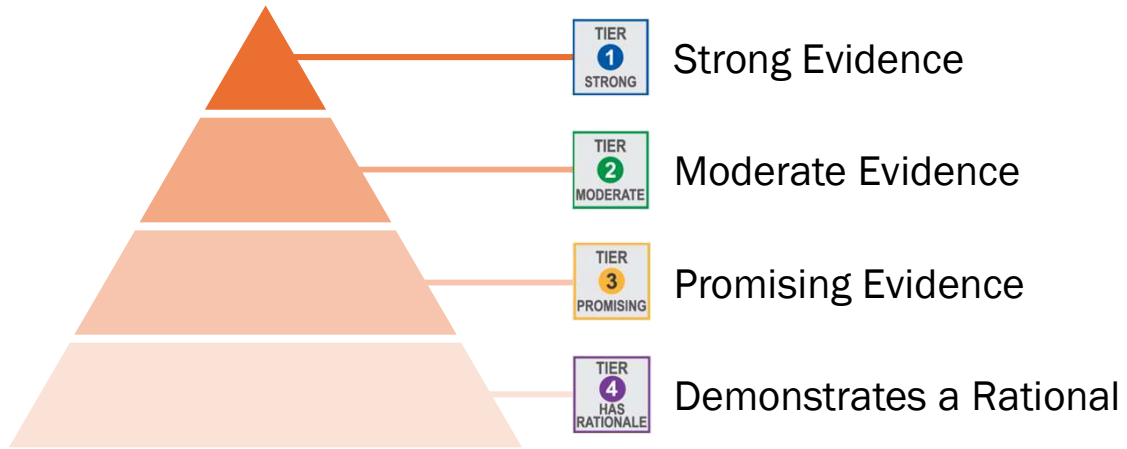 TIER
1
STRONG
Strong Evidence
TIER
2
MODERATE
Moderate Evidence
TIER
3
PROMISING
Promising Evidence
TIER
4
HAS
RATIONALE
Demonstrates a Rational